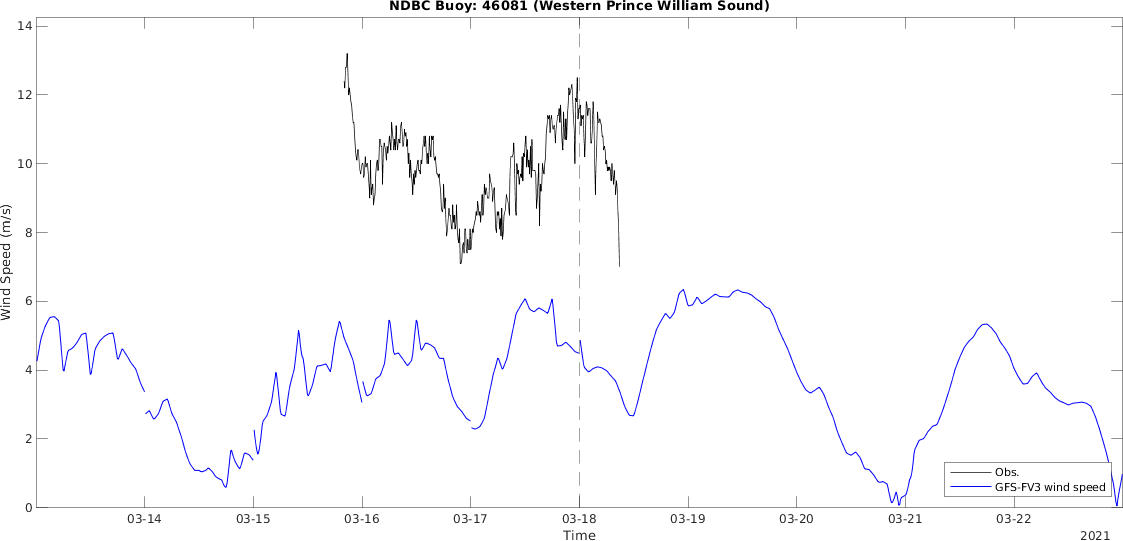 NDBC Buoy: 46081 (Western Prince William Sound)
14
12
10
8
6
4
2
0
Wind Speed (m/s)
Obs.
GFS-FV3 wind speed
03-14 03-15 03-16 03-17 03-18 03-19 03-20 03-21 03-22
Time
2021